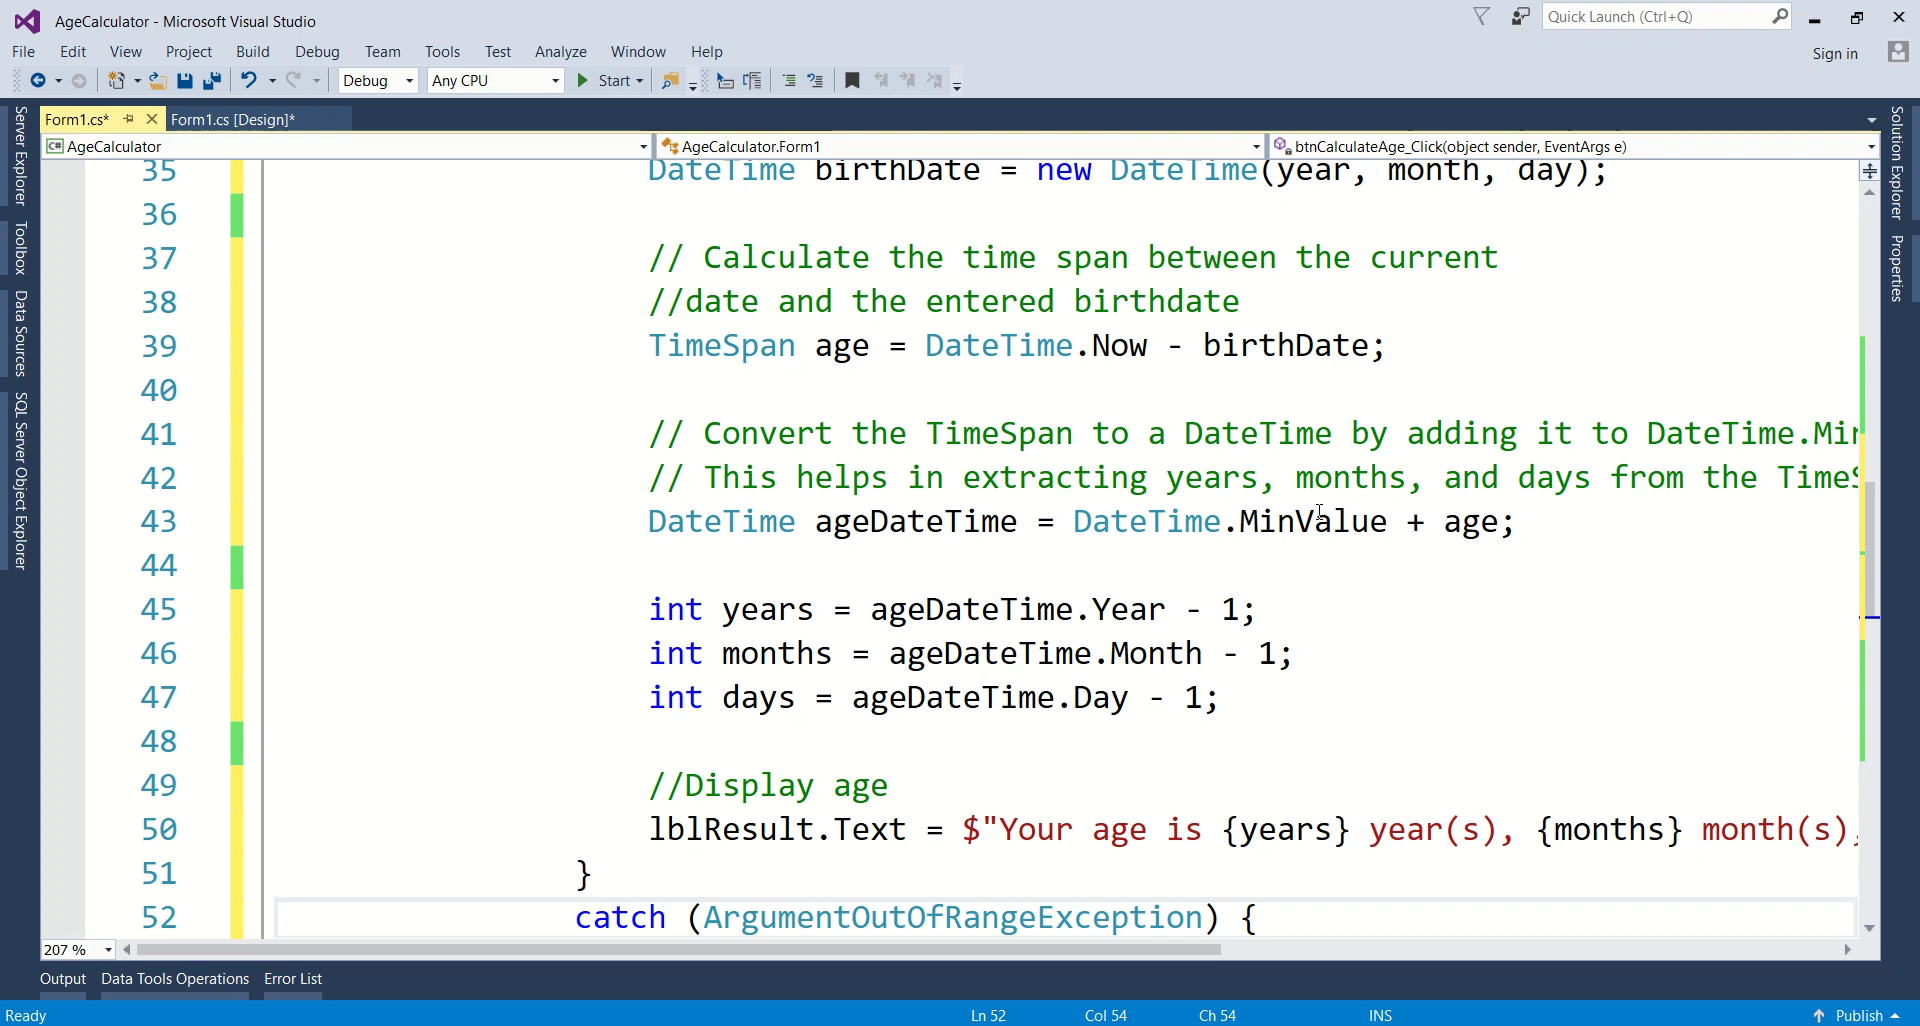 AgeCalculator - Microsoft Visual Studio
Quick Launch (Ctrl+Q)
File Edit View Project Build Debug Team Tools Test Analyze Window Help
Sign in
Debug Any CPU Start
Form1.cs* Form1.cs [Design]*
C# AgeCalculator AgeCalculator.Form1 btnCalculateAge_Click(object sender, EventArgs e)
Server Explorer
Toolbox
Data Sources
SQL Server Object Explorer
Solution Explorer
Properties
35 DateTime birthDate = new DateTime(year, month, day);
36
37 // Calculate the time span between the current
38 //date and the entered birthdate
39 TimeSpan age = DateTime.Now - birthDate;
40
41 // Convert the TimeSpan to a DateTime by adding it to DateTime.Min
42 // This helps in extracting years, months, and days from the TimeS
43 DateTime ageDateTime = DateTime.MinValue + age;
44
45 int years = ageDateTime.Year - 1;
46 int months = ageDateTime.Month - 1;
47 int days = ageDateTime.Day - 1;
48
49 //Display age
50 lblResult.Text = $"Your age is {years} year(s), {months} month(s),
51 }
52 catch (ArgumentOutOfRangeException) {
207 %
Output Data Tools Operations Error List
Ready Ln 52 Col 54 Ch 54 INS Publish